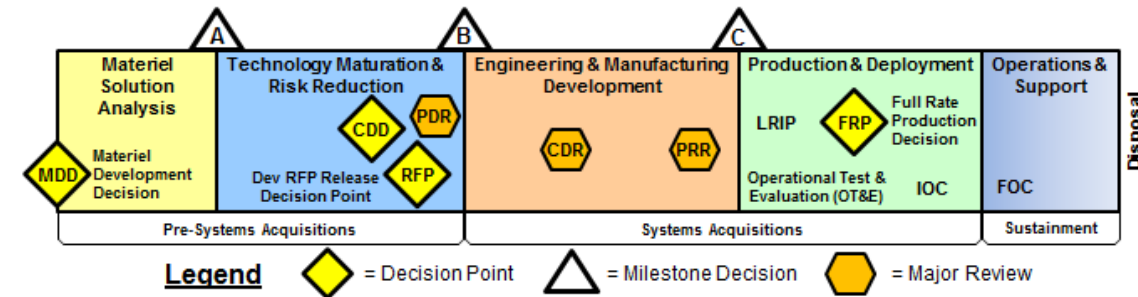 A
B
C
Materiel
Solution
Analysis
MDD
Materiel
Development
Decision
Technology Maturation &
Risk Reduction
PDR
CDD
RFP
Dev RFP Release
Decision Point
Engineering & Manufacturing
Development
CDR
PRR
Production & Deployment
LRIP
FRP
Full Rate
Production
Decision
Operational Test &
Evaluation (OT&E)
IOC
Operations &
Support
FOC
Disposal
Pre-Systems Acquisitions
Systems Acquisitions
Sustainment
Legend
= Decision Point
= Milestone Decision
= Major Review